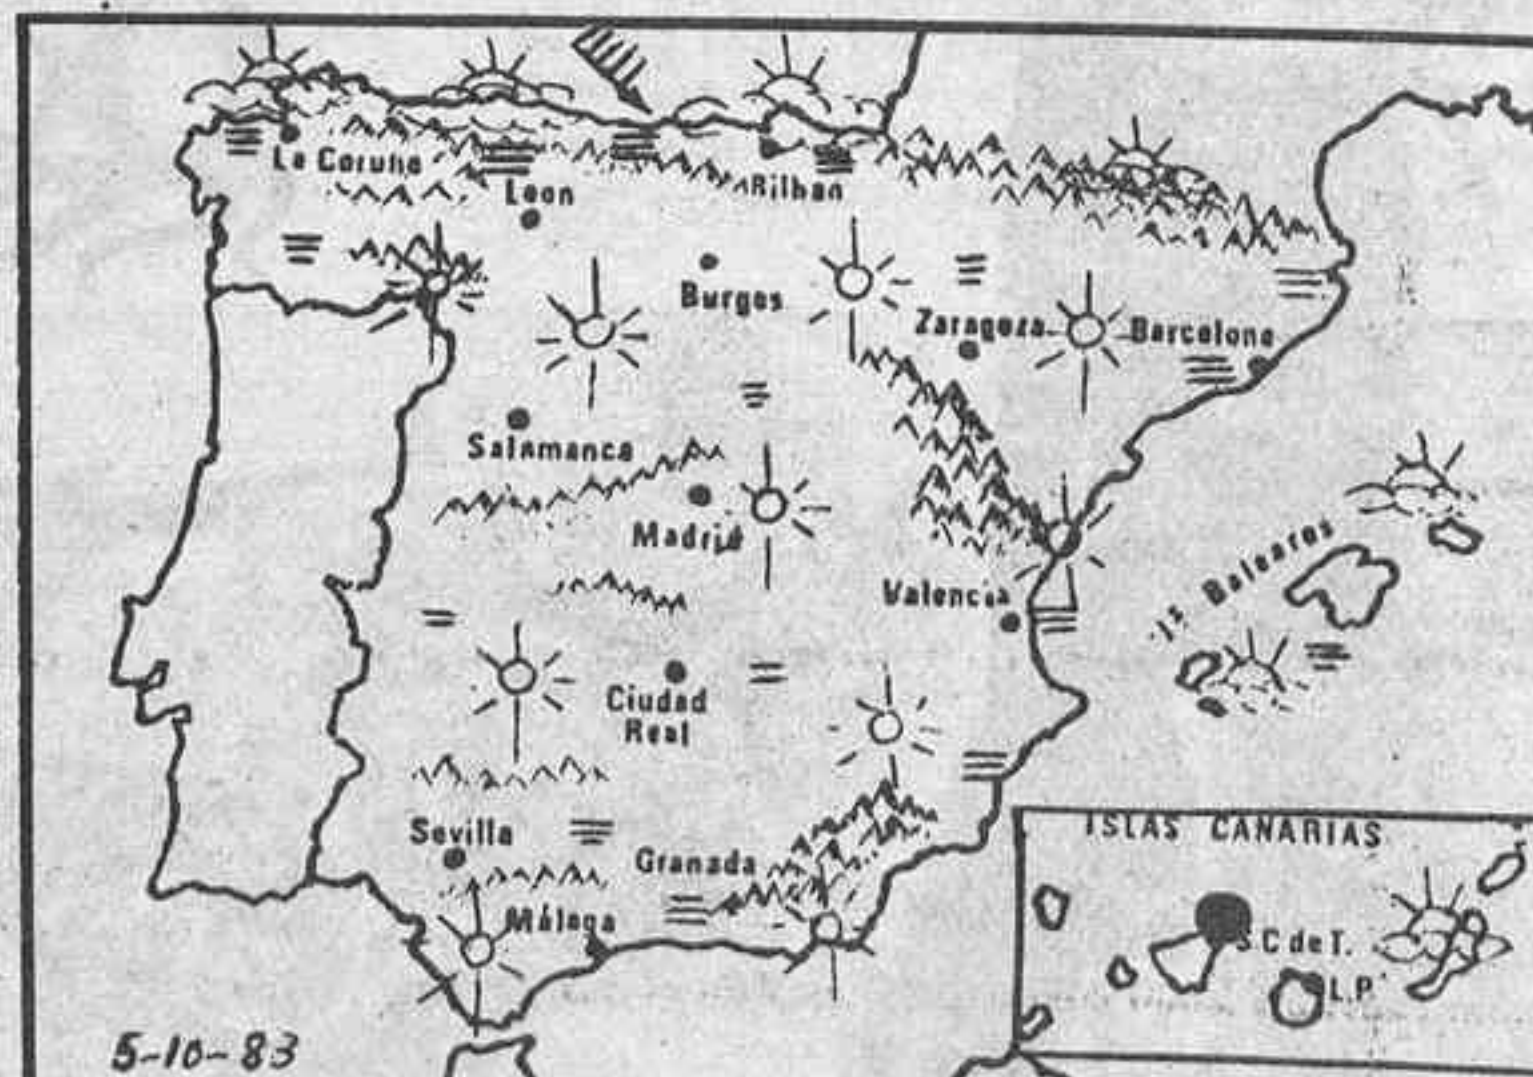 La Coruña
Leon
Bilbao
Burgos
Zaragoza
Barcelona
Salamanca
Madrid
Is Baleares
Valencia
Ciudad
Real
Sevilla
Granada
Málaga
ISLAS CANARIAS
S.C de T.
L.P.
5-10-83